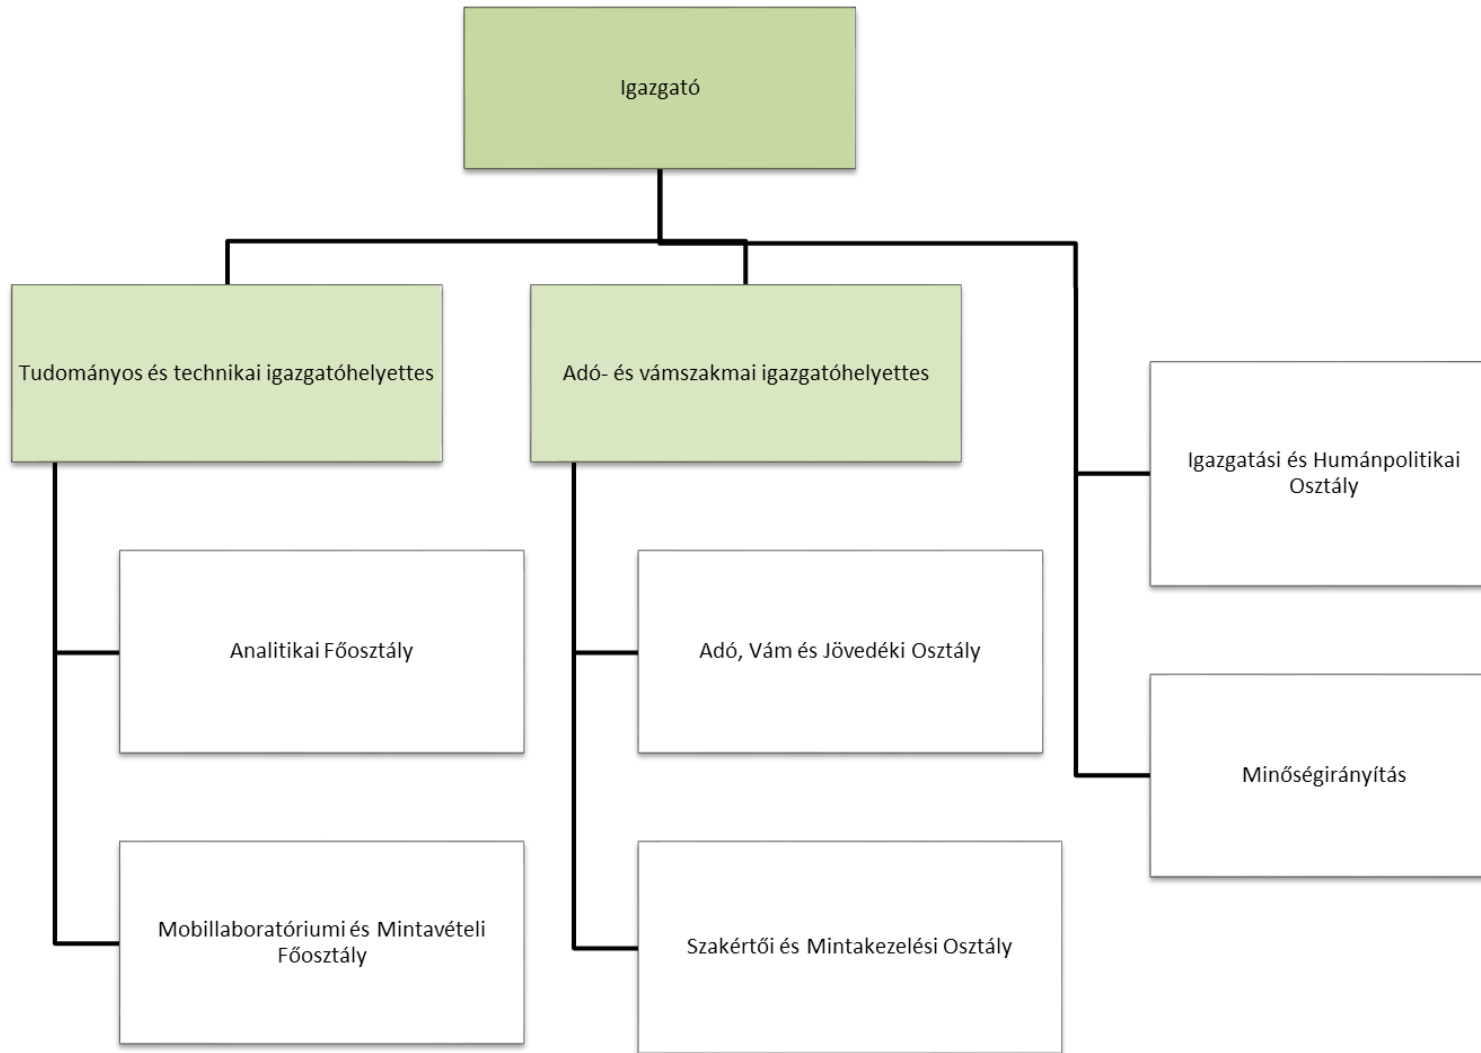 Igazgató
Tudományos és technikai igazgatóhelyettes
Adó- és vámszakmai igazgatóhelyettes
Igazgatási és Humánpolitikai
Osztály
Analitikai Főosztály
Adó, Vám és Jövedéki Osztály
Minőségirányítás
Mobillaboratóriumi és Mintavételi
Főosztály
Szakértői és Mintakezelési Osztály